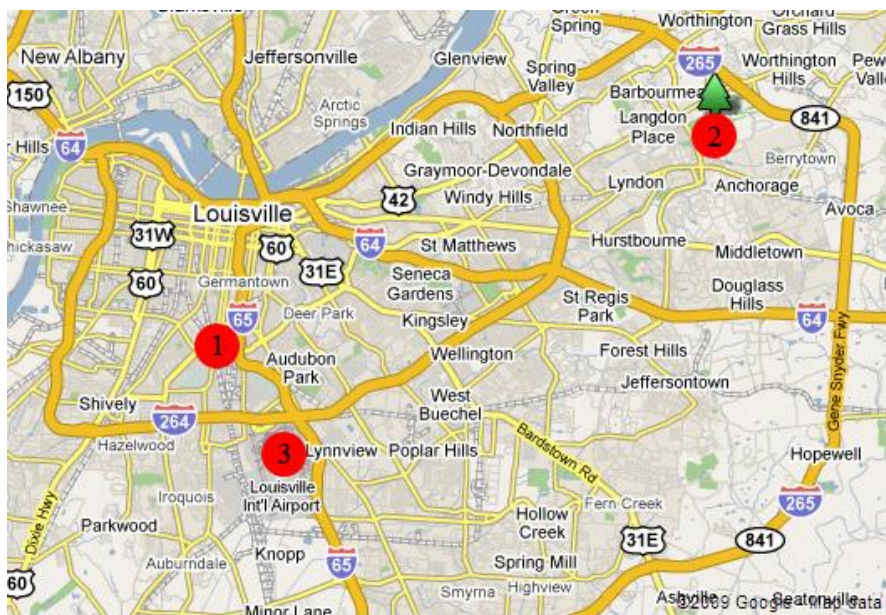 Worthington
Orchard
Grass Hills
Green
Spring
Glenview
New Albany
Jeffersonville
265
Worthington
Hills
Spring
Valley
Barbourmea
150
Arctic
Springs
Langdon
Place
2
841
Indian Hills
Northfield
64
Berrytown
Graymoor-Devondale
Lyndon
Anchorage
Shawnee
42
Windy Hills
Avoca
Louisville
31W
60
64
St Matthews
Hurstbourne
Middletown
31E
60
Germantown
Seneca
Gardens
Douglass
Hills
St Regis
Park
Deer Park
65
Kingsley
64
1
Audubon
Park
Wellington
Forest Hills
Gene Snyder Fwy
Jeffersontown
Shively
West
Buechel
264
Hazelwood
3
Lynnview
Poplar Hills
Bardstown Rd
Hopewell
Louisville
Int'l Airport
Iroquois
Fern Creek
265
Dixie Hwy
Parkwood
Hollow
Creek
31E
841
Auburndale
Knopp
65
Spring Mill
60
Smyrna
Highview
Ashville
Seatonville
Minor Lane
©2009 Google - Map data